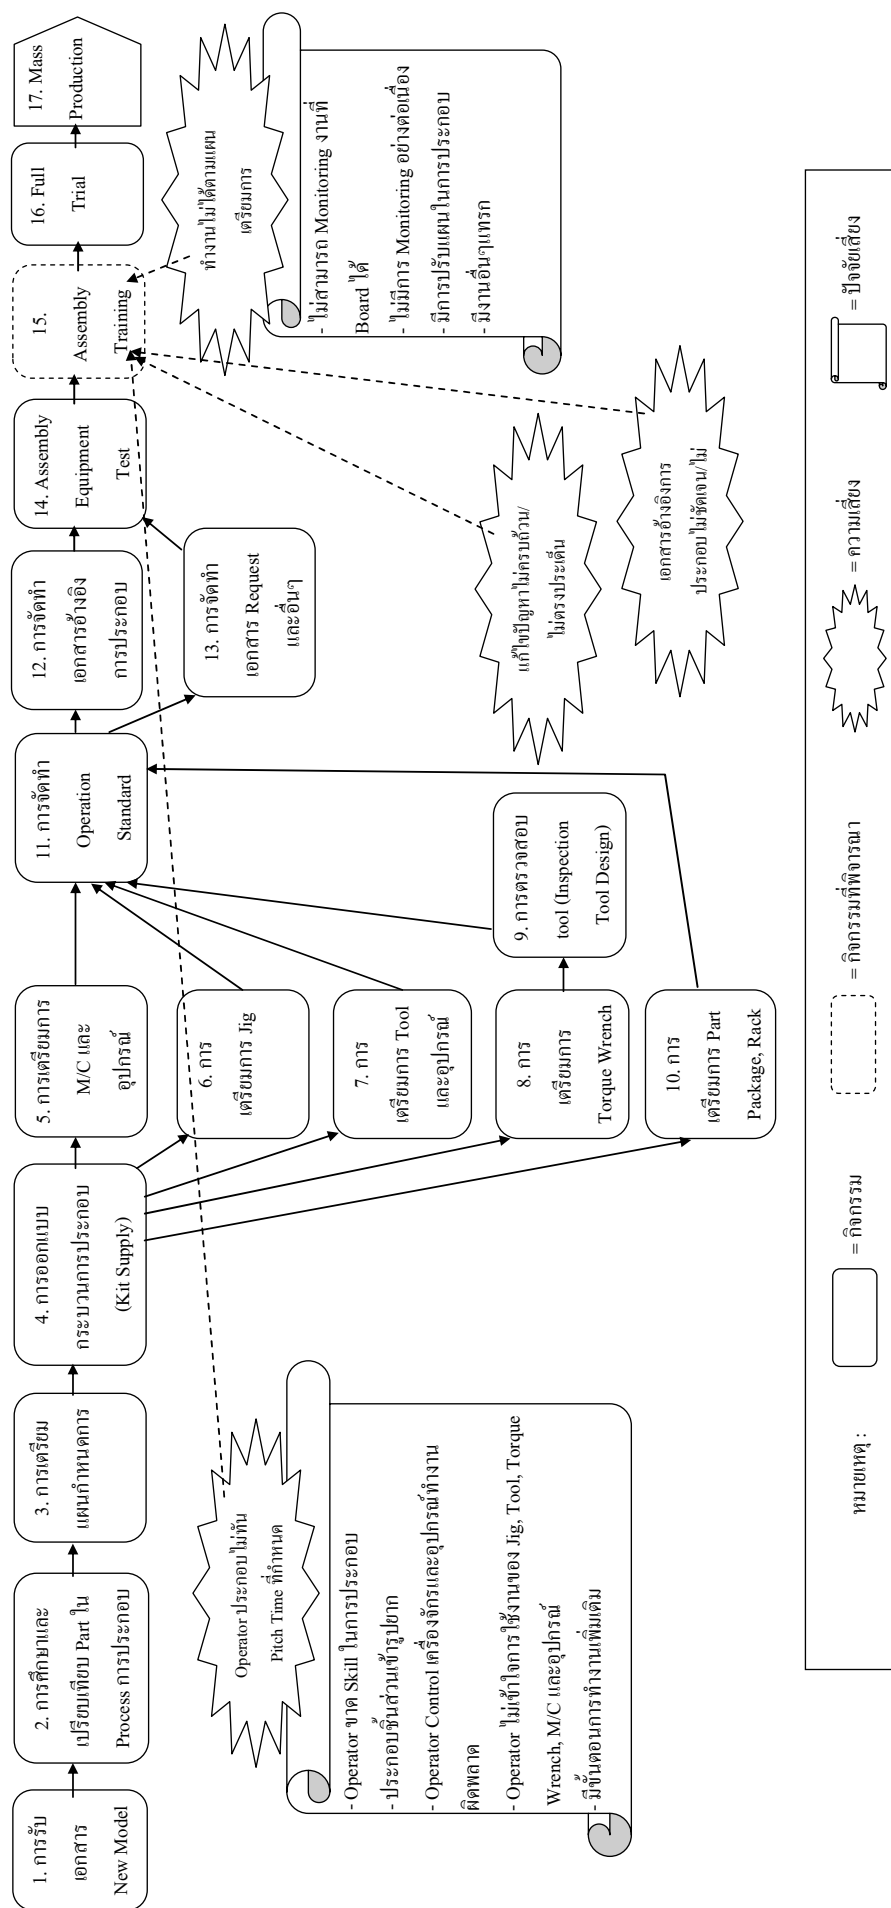 1. การรับ
เอกสาร
New Model
2. การศึกษาและ
เปรียบเทียบ Part ใน
Process การประกอบ
3. การเตรียม
แผนกำหนดการ
4. การออกแบบ
กระบวนการประกอบ
(Kit Supply)
5. การเตรียมการ
M/C และ
อุปกรณ์
6. การ
เตรียมการ Jig
7. การ
เตรียมการ Tool
และอุปกรณ์
8. การ
เตรียมการ
Torque Wrench
9. การตรวจสอบ
tool (Inspection
Tool Design)
10. การ
เตรียมการ Part
Package, Rack
11. การจัดทำ
Operation
Standard
12. การจัดทำ
เอกสารอ้างอิง
การประกอบ
13. การจัดทำ
เอกสาร Request
และอื่นๆ
14. Assembly
Equipment
Test
15.
Assembly
Training
16. Full
Trial
17. Mass
Production
Operator ประกอบไม่ทัน
Pitch Time ที่กำหนด
- Operator ขาด Skill ในการประกอบ
- ประกอบชิ้นส่วนเข้ารูปยาก
- Operator Control เครื่องจักรและอุปกรณ์ทำงาน
ผิดพลาด
- Operator ไม่เข้าใจการใช้งานของ Jig, Tool, Torque
Wrench, M/C และอุปกรณ์
- มีขั้นตอนการทำงานเพิ่มเติม
แก้ไขปัญหาไม่ครบถ้วน/
ไม่ตรงประเด็น
เอกสารอ้างอิงการ
ประกอบไม่ชัดเจน/ไม่
ทำงานไม่ได้ตามแผน
เตรียมการ
- ไม่สามารถ Monitoring งานที่
Board ได้
- ไม่มีการ Monitoring อย่างต่อเนื่อง
- มีการปรับแผนในการประกอบ
- มีงานอื่นๆแทรก
หมายเหตุ :
= กิจกรรม
= กิจกรรมที่พิจารณา
= ความเสี่ยง
= ปัจจัยเสี่ยง